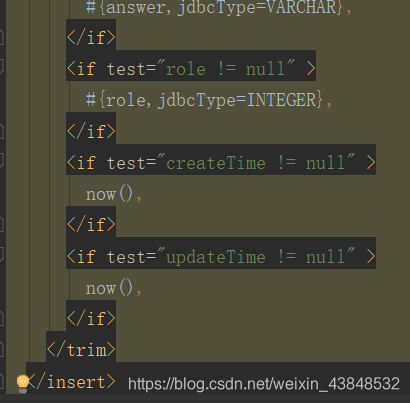 #{answer,jdbcType=VARCHAR},
</if>
<if test="role != null" >
#{role,jdbcType=INTEGER},
</if>
<if test="createTime != null" >
now(),
</if>
<if test="updateTime != null" >
now(),
</if>
</trim>
</insert> https://blog.csdn.net/weixin_43848532